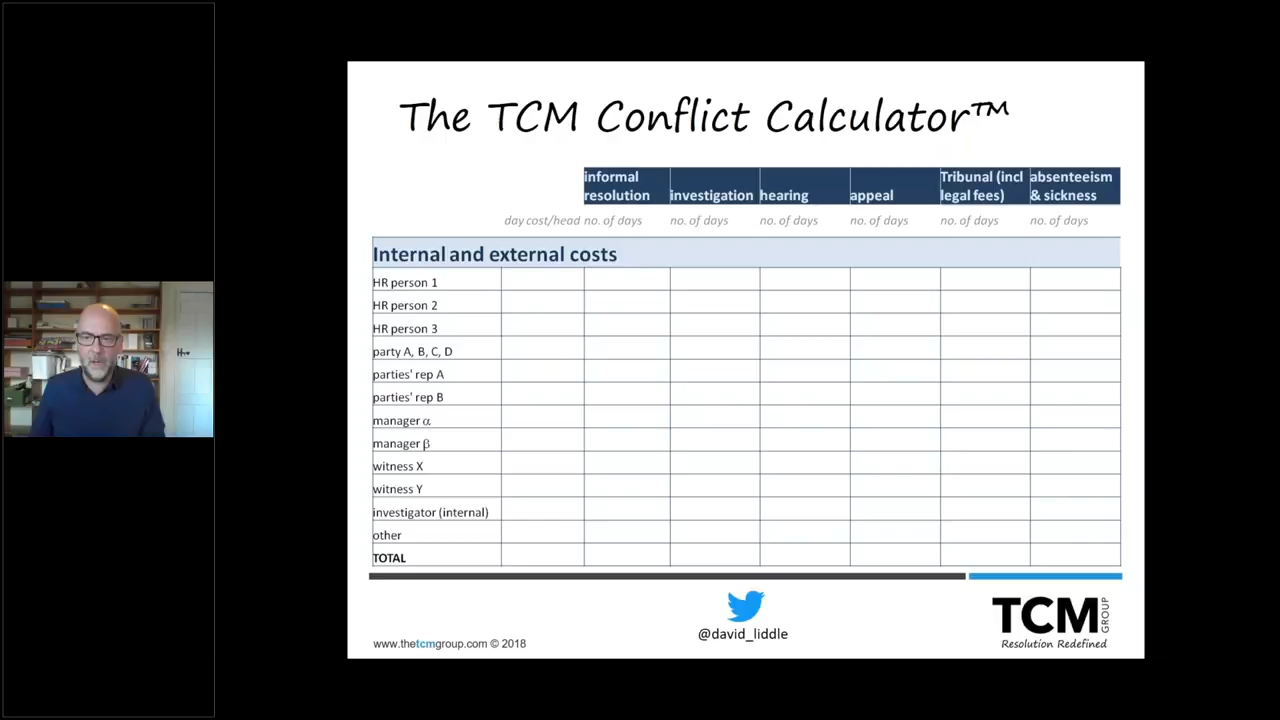 The TCM Conflict Calculator™
informal resolution
investigation
hearing
appeal
Tribunal (incl legal fees)
absenteeism & sickness
day cost/head no. of days no. of days no. of days no. of days no. of days no. of days
Internal and external costs
HR person 1
HR person 2
HR person 3
party A, B, C, D
parties' rep A
parties' rep B
manager α
manager β
witness X
witness Y
investigator (internal)
other
TOTAL
@david_liddle
www.thetcmgroup.com © 2018
TCM GROUP
Resolution Redefined